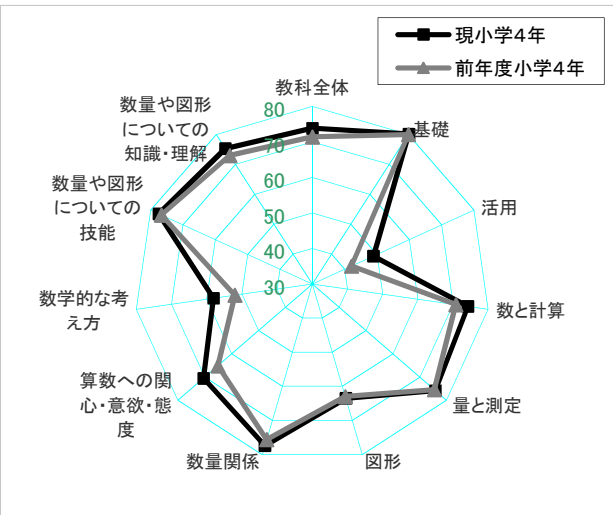 現小学4年
前年度小学4年
教科全体
基礎
活用
数と計算
量と測定
図形
数量関係
算数への関
心・意欲・態
度
数学的な考
え方
数量や図形
についての
技能
数量や図形
についての
知識・理解
80
70
60
50
40
30